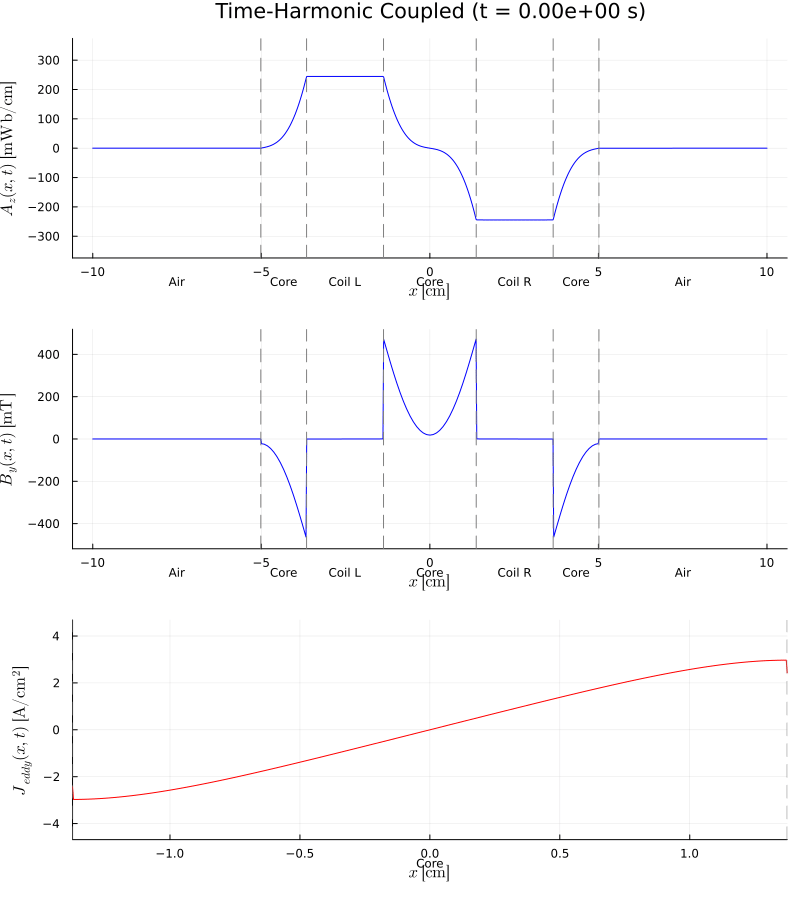 Time-Harmonic Coupled (t = 0.00e+00 s)
A_z(x, t) [mWb/cm]
300
200
100
0
−100
−200
−300
−10 −5 0 5 10
Air Core Coil L Core Coil R Core Air
x [cm]
B_y(x, t) [mT]
400
200
0
−200
−400
−10 −5 0 5 10
Air Core Coil L Core Coil R Core Air
x [cm]
J_eddy(x, t) [A/cm²]
4
2
0
−2
−4
−1.0 −0.5 0.0 0.5 1.0
Core
x [cm]